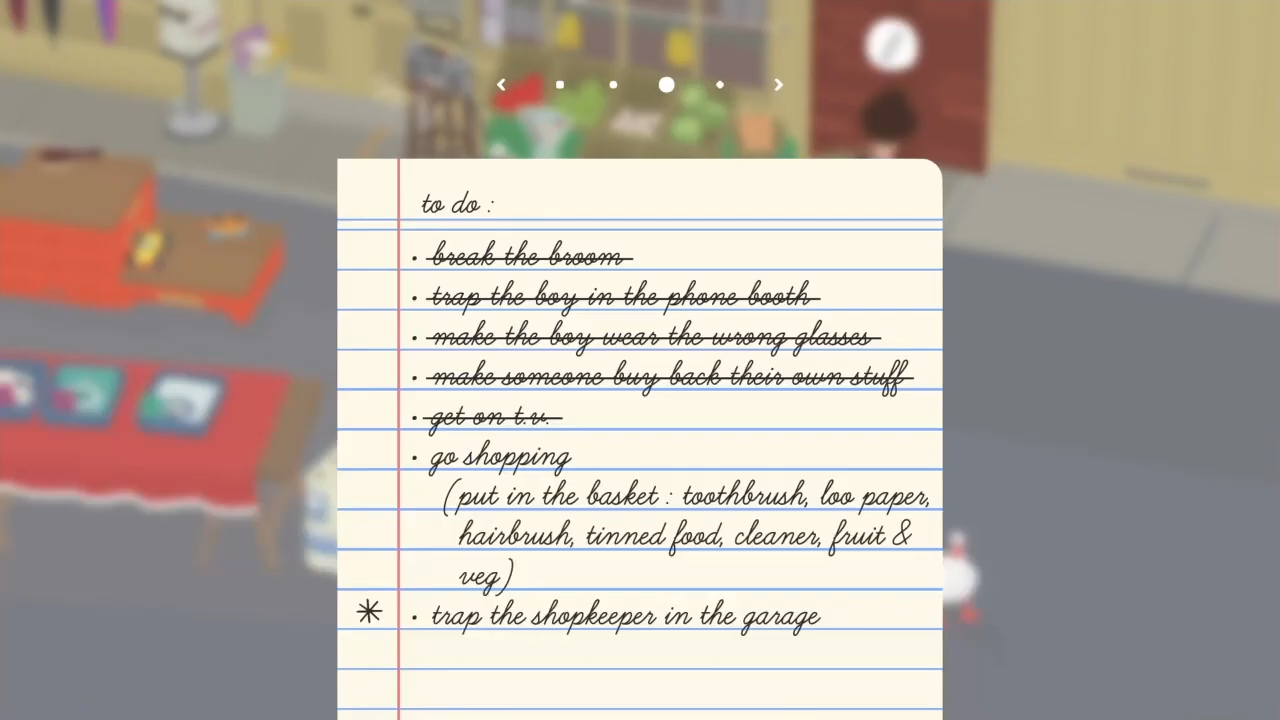 to do :
• break the broom
• trap the boy in the phone booth
• make the boy wear the wrong glasses
• make someone buy back their own stuff
• get on t.v.
• go shopping
(put in the basket : toothbrush, loo paper,
hairbrush, tinned food, cleaner, fruit &
veg)
* • trap the shopkeeper in the garage